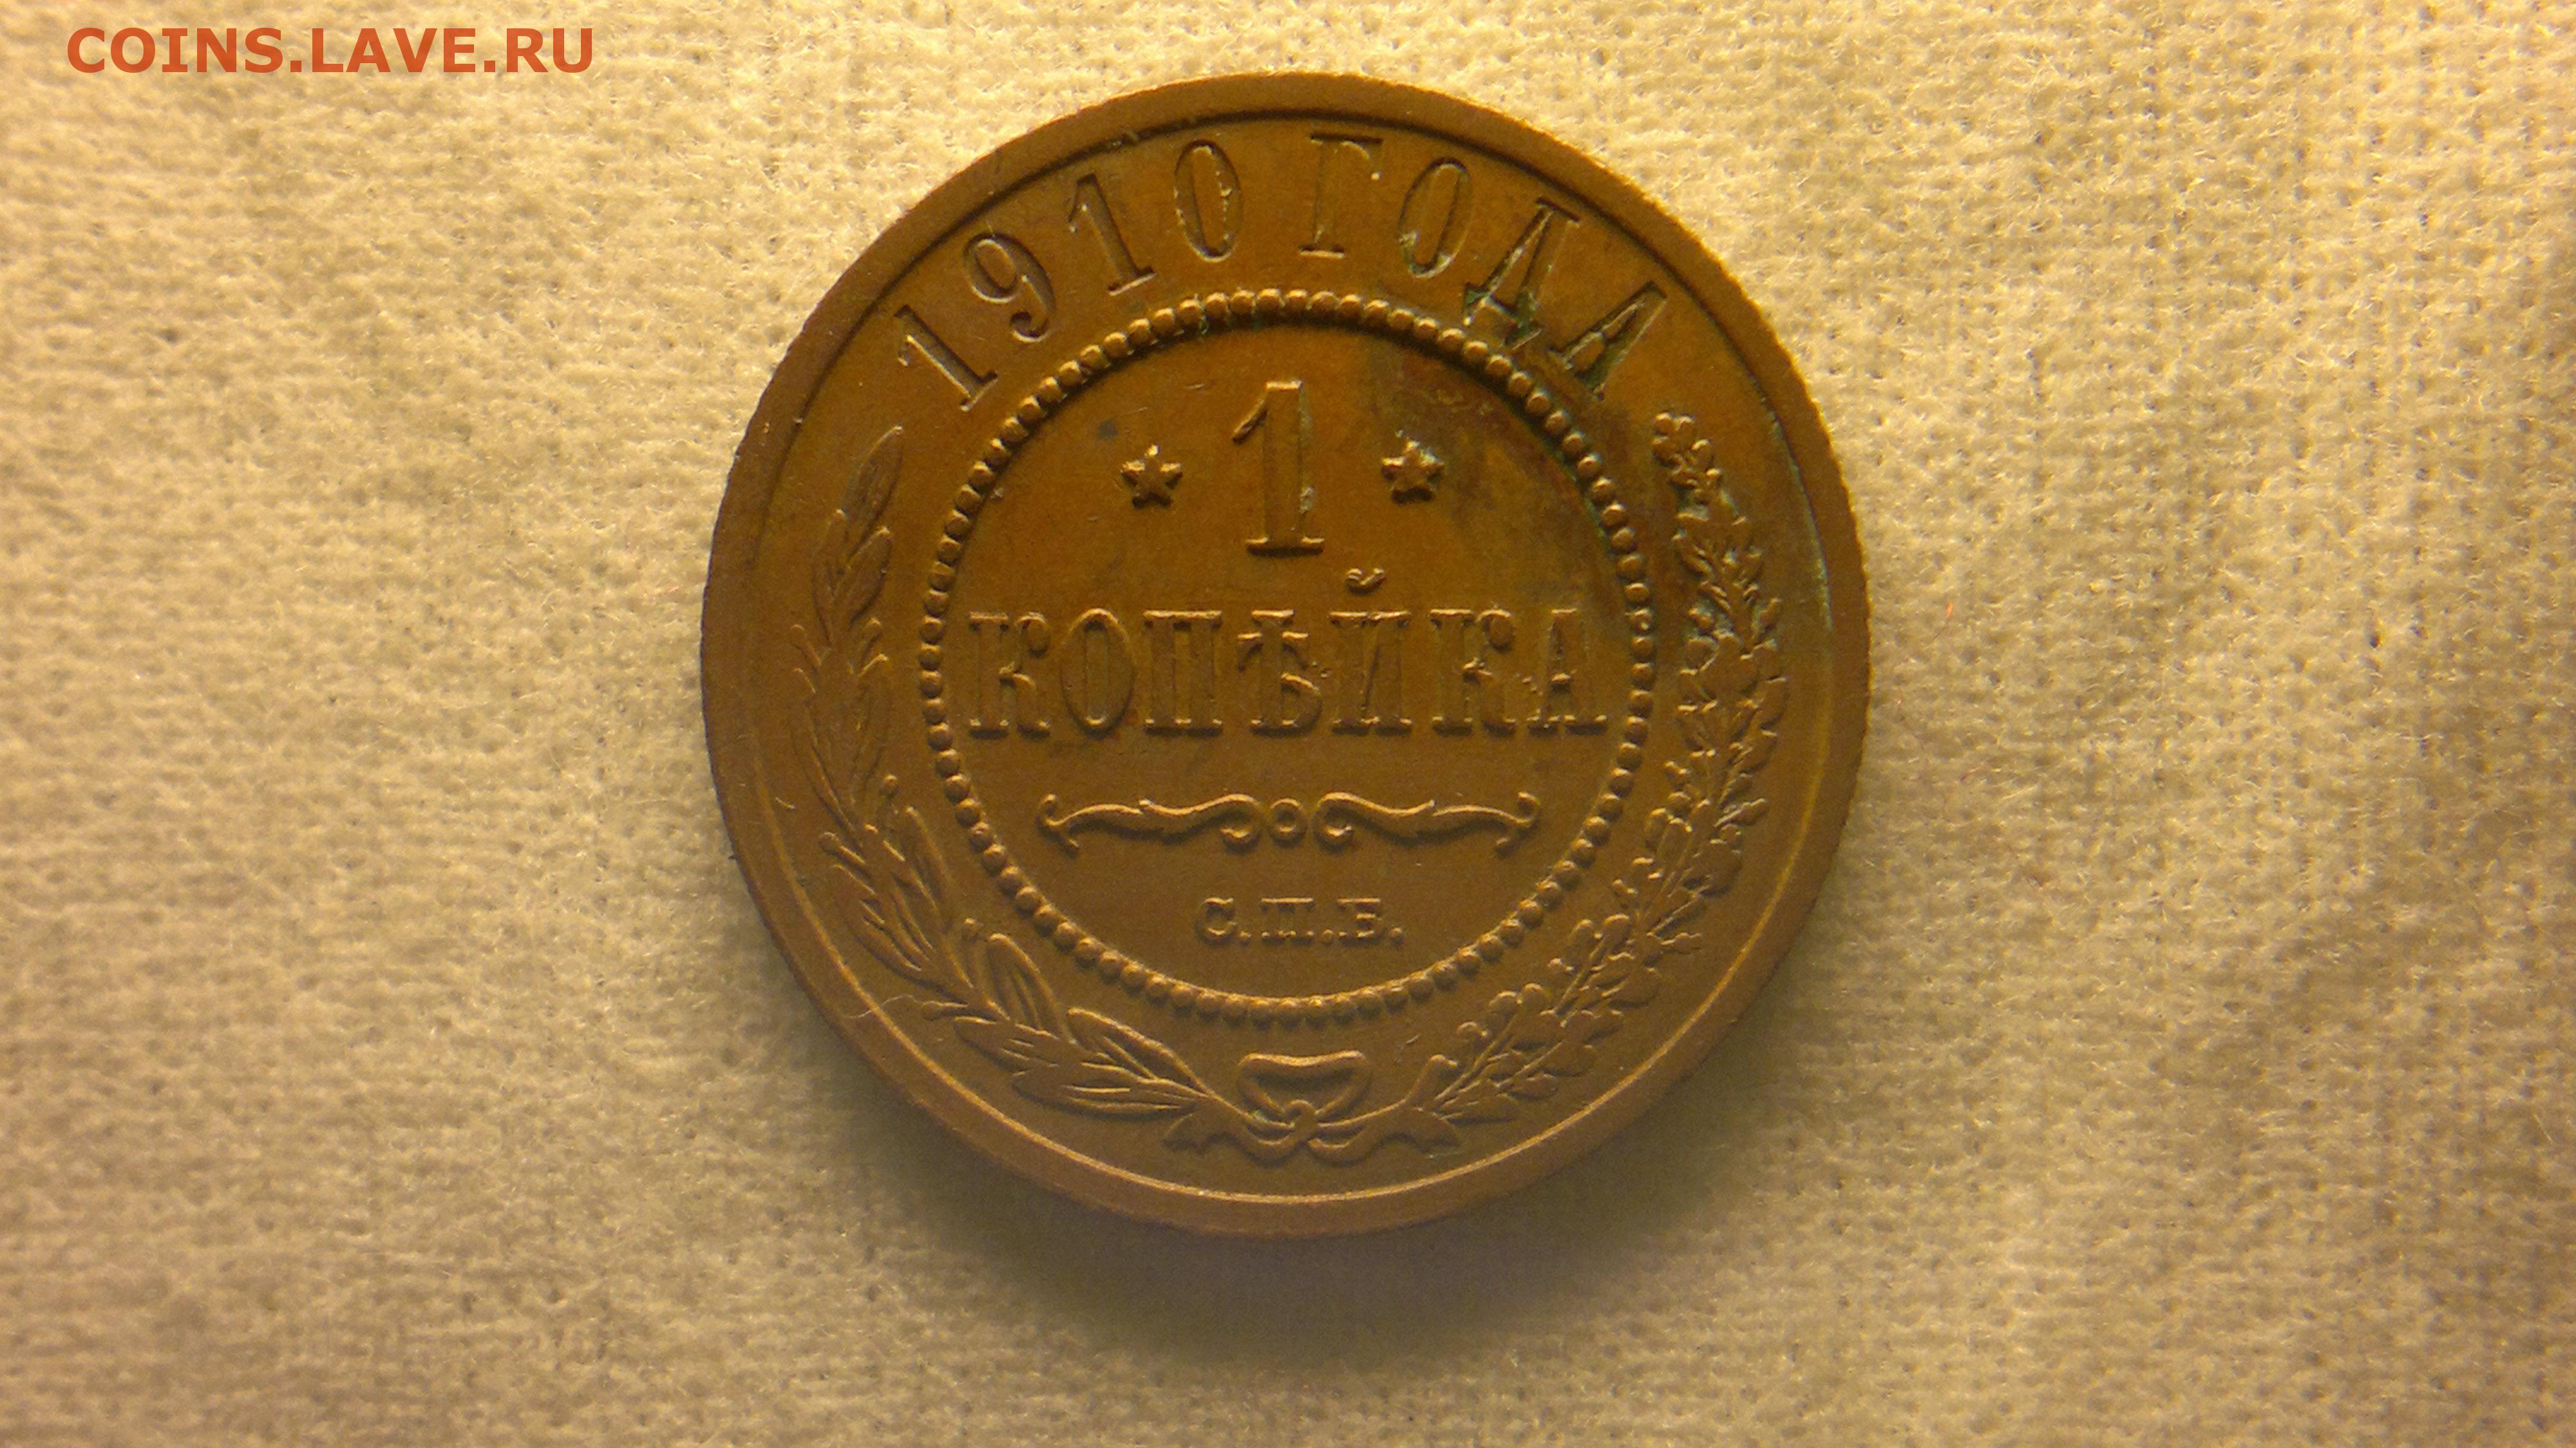 COINS.LAVE.RU
1910 ГОДА
1
КОПѢЙКА
С.П.Б.